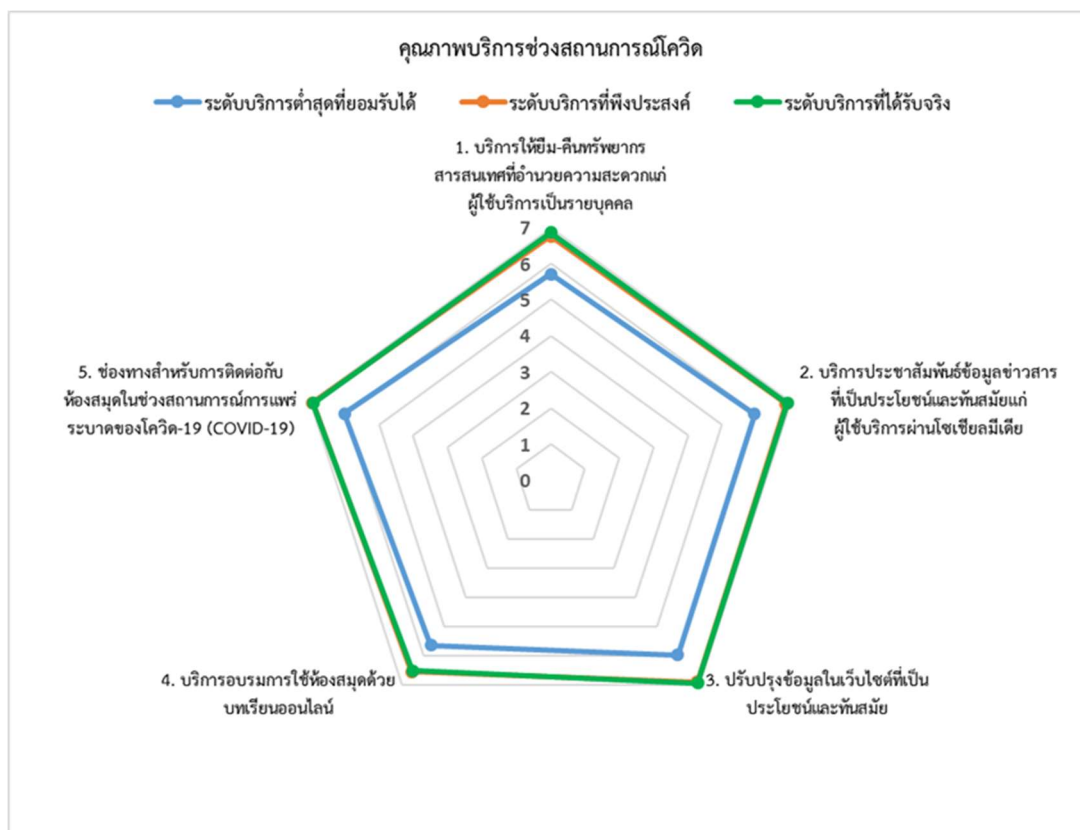 คุณภาพบริการช่วงสถานการณ์โควิด
ระดับบริการต่ำสุดที่ยอมรับได้ ระดับบริการที่พึงประสงค์ ระดับบริการที่ได้รับจริง
1. บริการให้ยืม-คืนทรัพยากร
สารสนเทศที่อำนวยความสะดวกแก่
ผู้ใช้บริการเป็นรายบุคคล
7
6
5
4
3
2
1
0
2. บริการประชาสัมพันธ์ข้อมูลข่าวสาร
ที่เป็นประโยชน์และทันสมัยแก่
ผู้ใช้บริการผ่านโซเชียลมีเดีย
3. ปรับปรุงข้อมูลในเว็บไซต์ที่เป็น
ประโยชน์และทันสมัย
4. บริการอบรมการใช้ห้องสมุดด้วย
บทเรียนออนไลน์
5. ช่องทางสำหรับการติดต่อกับ
ห้องสมุดในช่วงสถานการณ์การแพร่
ระบาดของโควิด-19 (COVID-19)